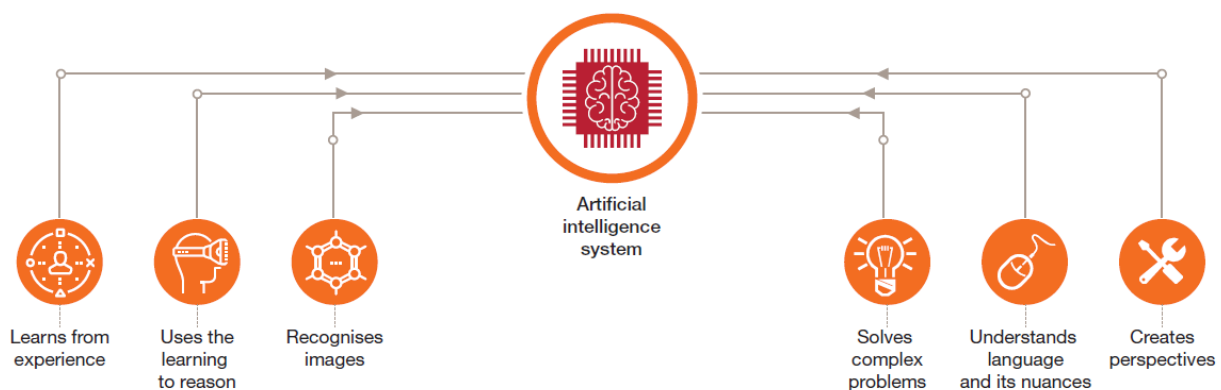 Artificial
intelligence
system
Learns from
experience
Uses the
learning
to reason
Recognises
images
Solves
complex
problems
Understands
language
and its nuances
Creates
perspectives